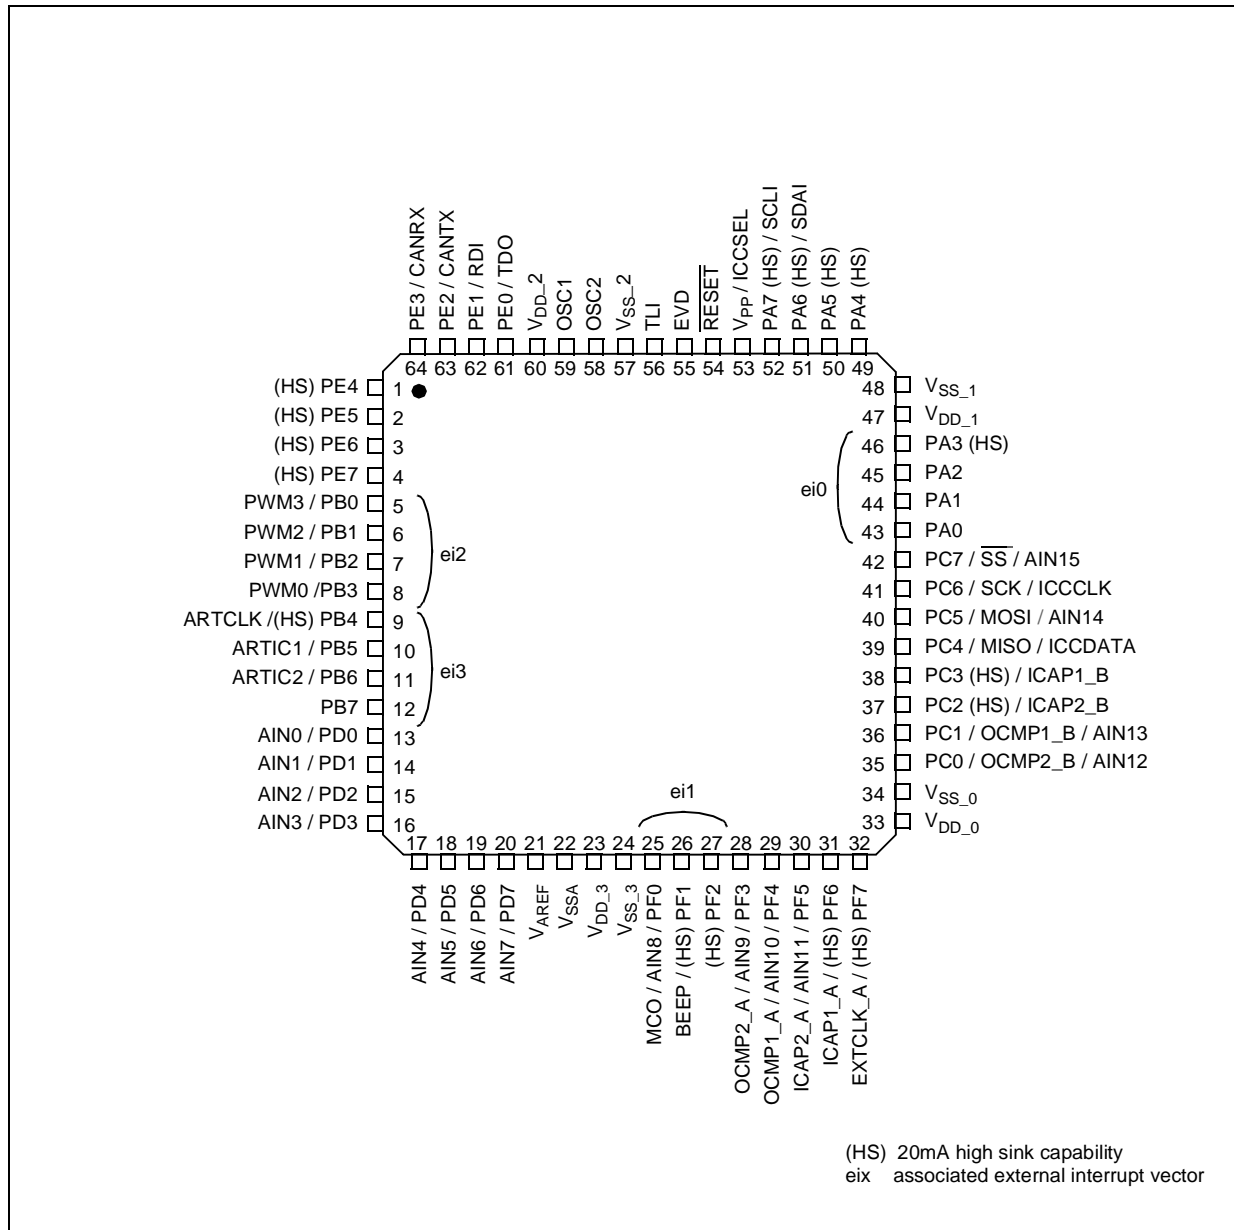 PE3 / CANRX
PE2 / CANTX
PE1 / RDI
PE0 / TDO
VDD_2
OSC1
OSC2
VSS_2
TLI
EVD
RESET
VPP / ICCSEL
PA7 (HS) / SCLI
PA6 (HS) / SDAI
PA5 (HS)
PA4 (HS)
64 63 62 61 60 59 58 57 56 55 54 53 52 51 50 49
(HS) PE4 1
(HS) PE5 2
(HS) PE6 3
(HS) PE7 4
PWM3 / PB0 5
PWM2 / PB1 6
PWM1 / PB2 7
PWM0 /PB3 8
ARTCLK /(HS) PB4 9
ARTIC1 / PB5 10
ARTIC2 / PB6 11
PB7 12
AIN0 / PD0 13
AIN1 / PD1 14
AIN2 / PD2 15
AIN3 / PD3 16
ei2
ei3
ei0
ei1
48 VSS_1
47 VDD_1
46 PA3 (HS)
45 PA2
44 PA1
43 PA0
42 PC7 / SS / AIN15
41 PC6 / SCK / ICCCLK
40 PC5 / MOSI / AIN14
39 PC4 / MISO / ICCDATA
38 PC3 (HS) / ICAP1_B
37 PC2 (HS) / ICAP2_B
36 PC1 / OCMP1_B / AIN13
35 PC0 / OCMP2_B / AIN12
34 VSS_0
33 VDD_0
17 18 19 20 21 22 23 24 25 26 27 28 29 30 31 32
AIN4 / PD4
AIN5 / PD5
AIN6 / PD6
AIN7 / PD7
VAREF
VSSA
VDD_3
VSS_3
MCO / AIN8 / PF0
BEEP / (HS) PF1
(HS) PF2
OCMP2_A / AIN9 / PF3
OCMP1_A / AIN10 / PF4
ICAP2_A / AIN11 / PF5
ICAP1_A / (HS) PF6
EXTCLK_A / (HS) PF7
(HS) 20mA high sink capability
eix associated external interrupt vector